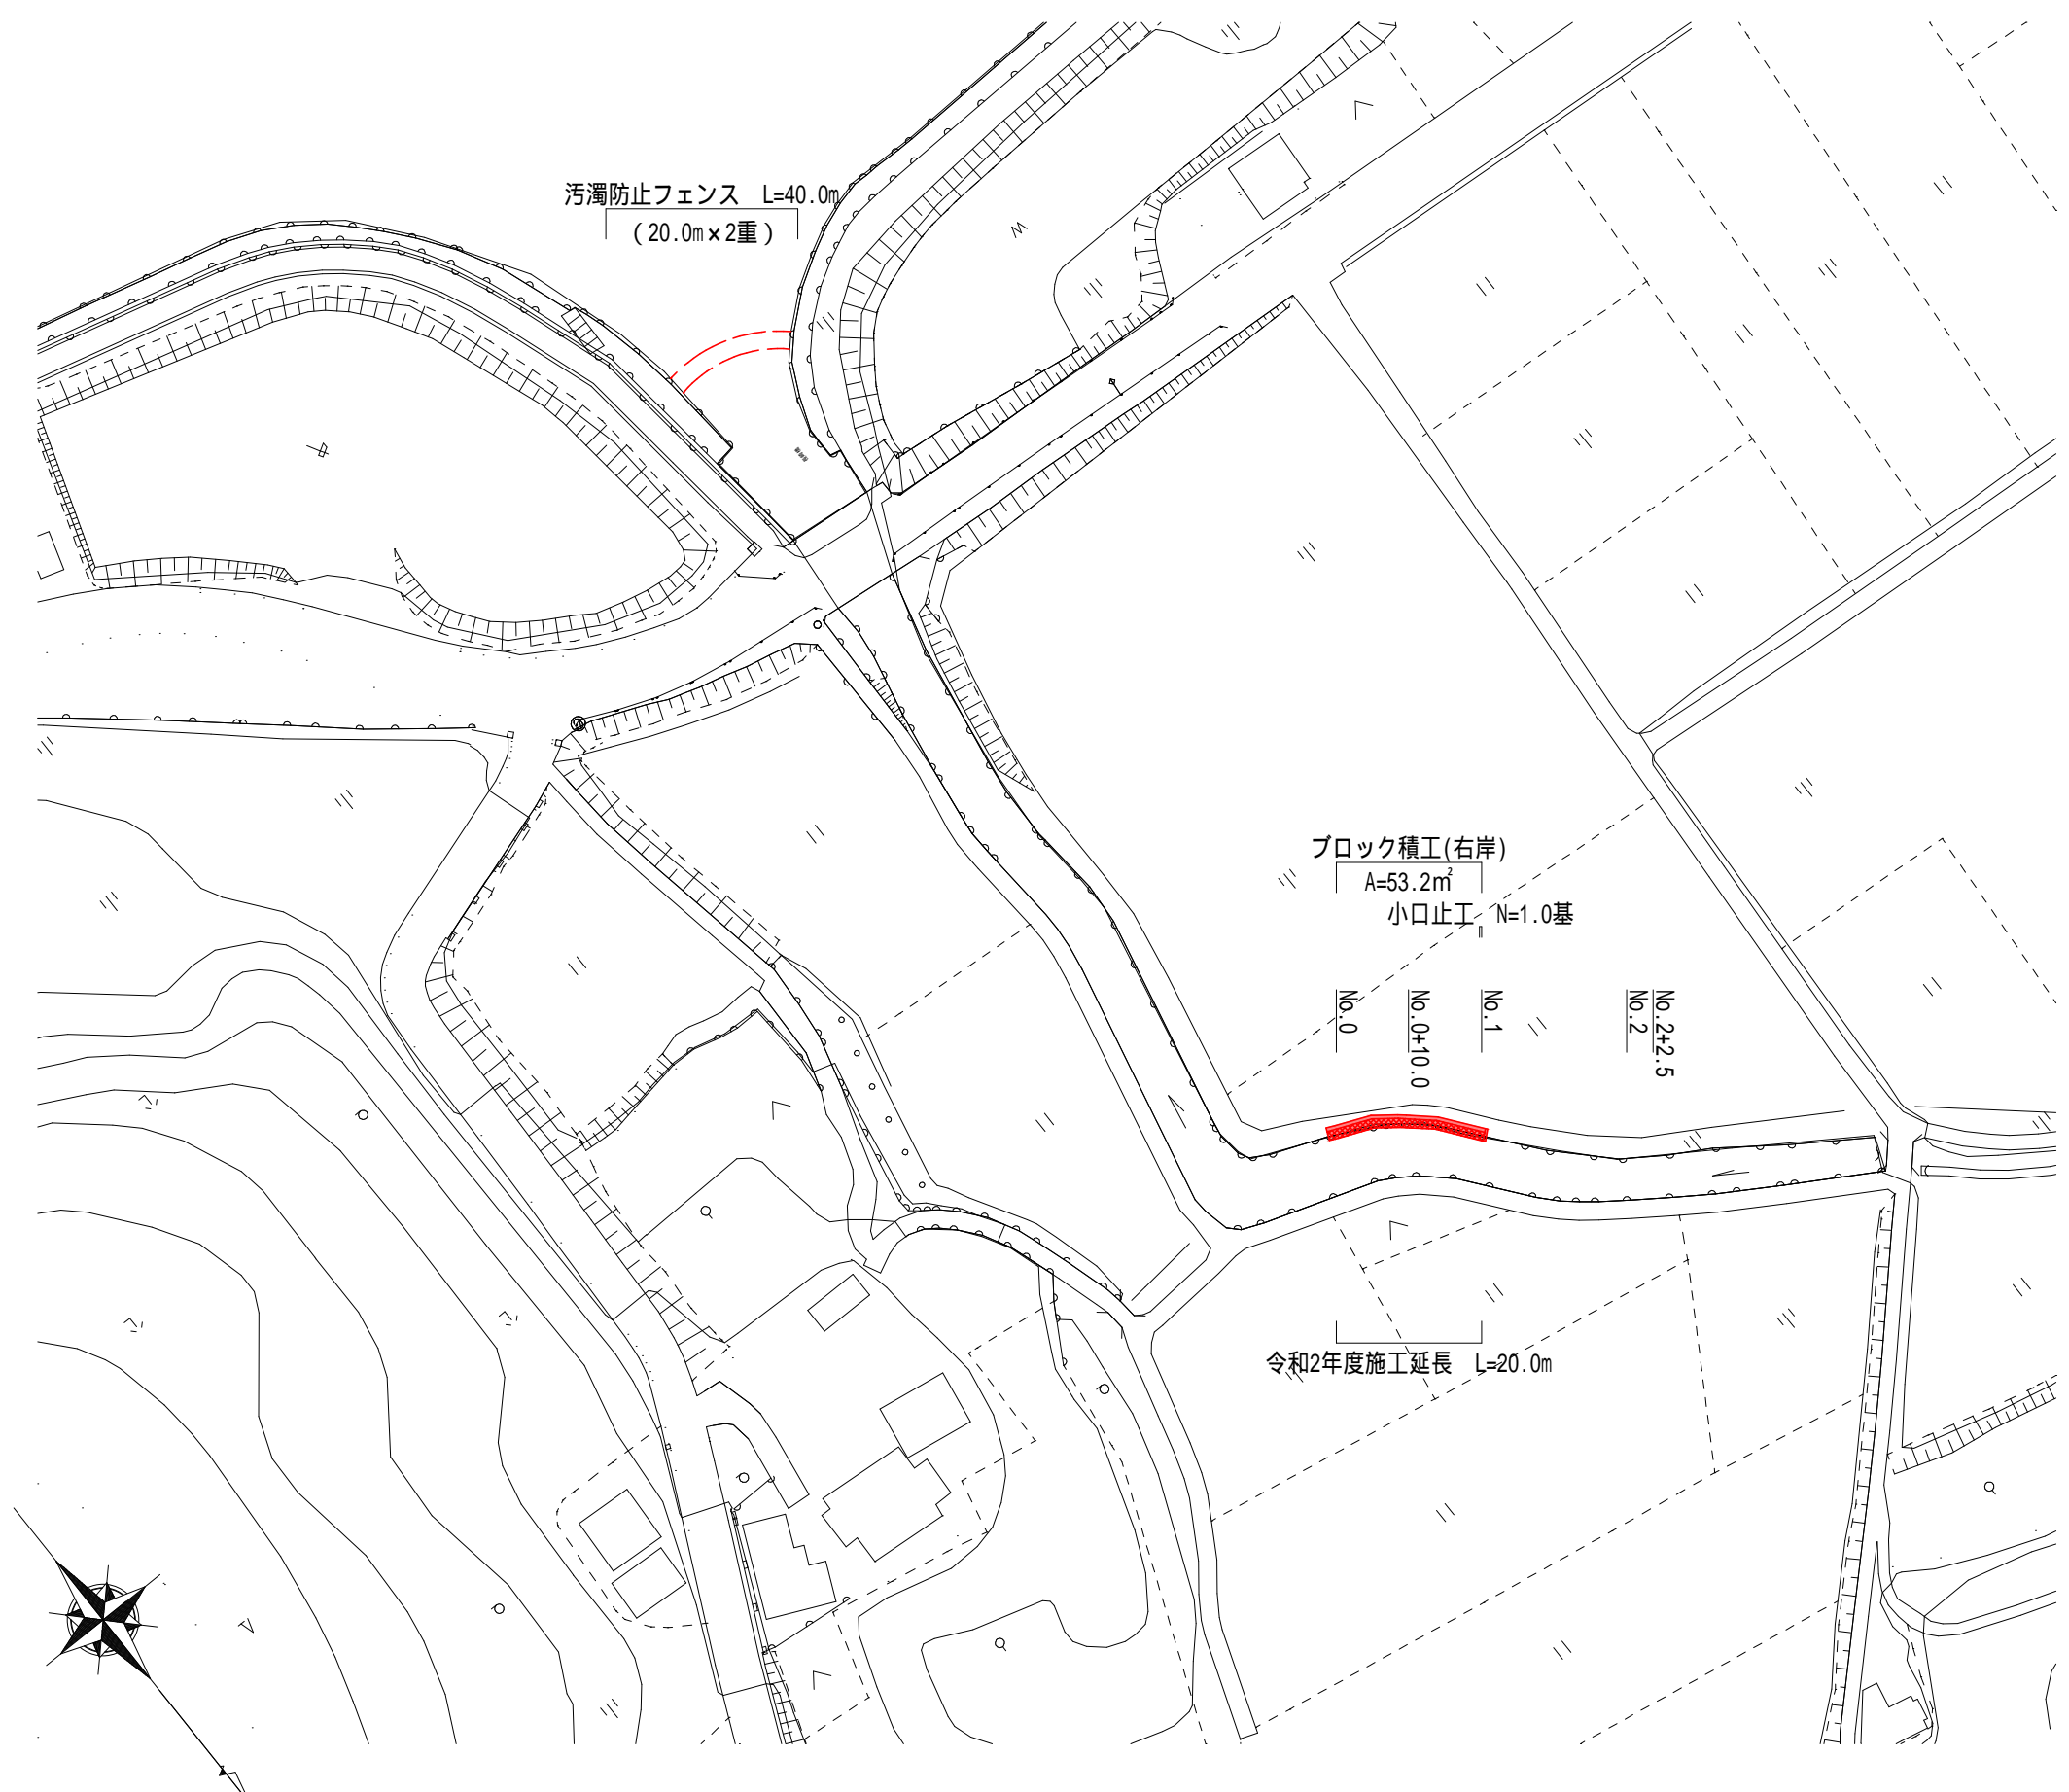 汚濁防止フェンス　L=40.0m
（20.0m×2重）
ブロック積工(右岸)
A=53.2㎡
小口止工　N=1.0基
No.0
No.0+10.0
No.1
No.2
No.2+2.5
令和2年度施工延長　L=20.0m